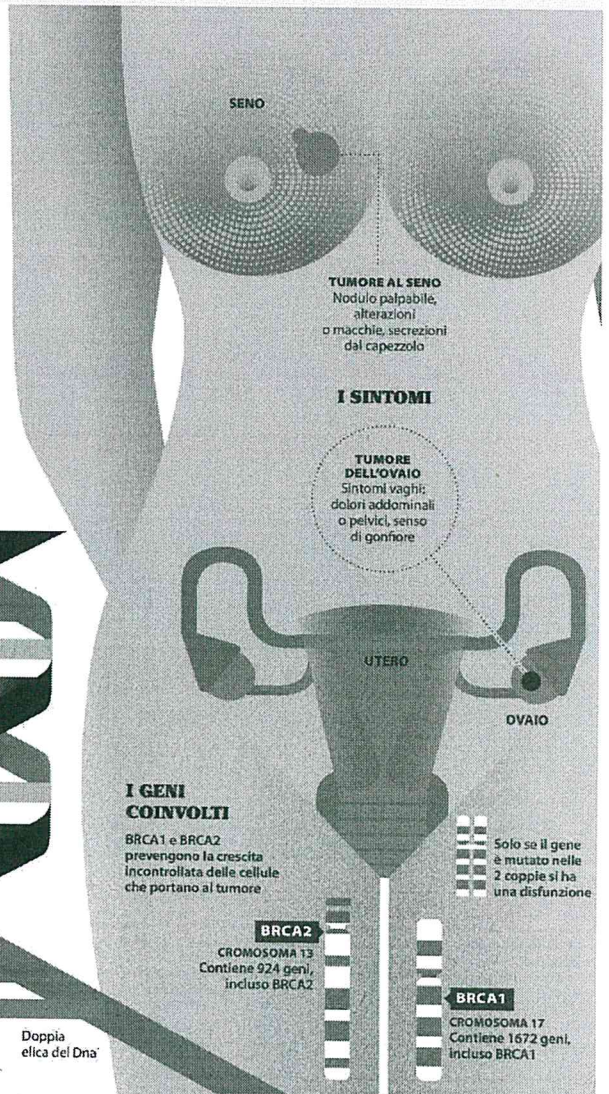 SENO
TUMORE AL SENO
Nodulo palpabile,
alterazioni
o macchie, secrezioni
dal capezzolo
I SINTOMI
TUMORE
DELL'OVAIO
Sintomi vaghi:
dolori addominali
o pelvici, senso
di gonfiore
UTERO
OVAIO
I GENI
COINVOLTI
BRCA1 e BRCA2
prevengono la crescita
incontrollata delle cellule
che portano al tumore
Solo se il gene
è mutato nelle
2 coppie si ha
una disfunzione
BRCA2
CROMOSOMA 13
Contiene 924 geni,
incluso BRCA2
BRCA1
CROMOSOMA 17
Contiene 1672 geni,
incluso BRCA1
Doppia
elica del Dna